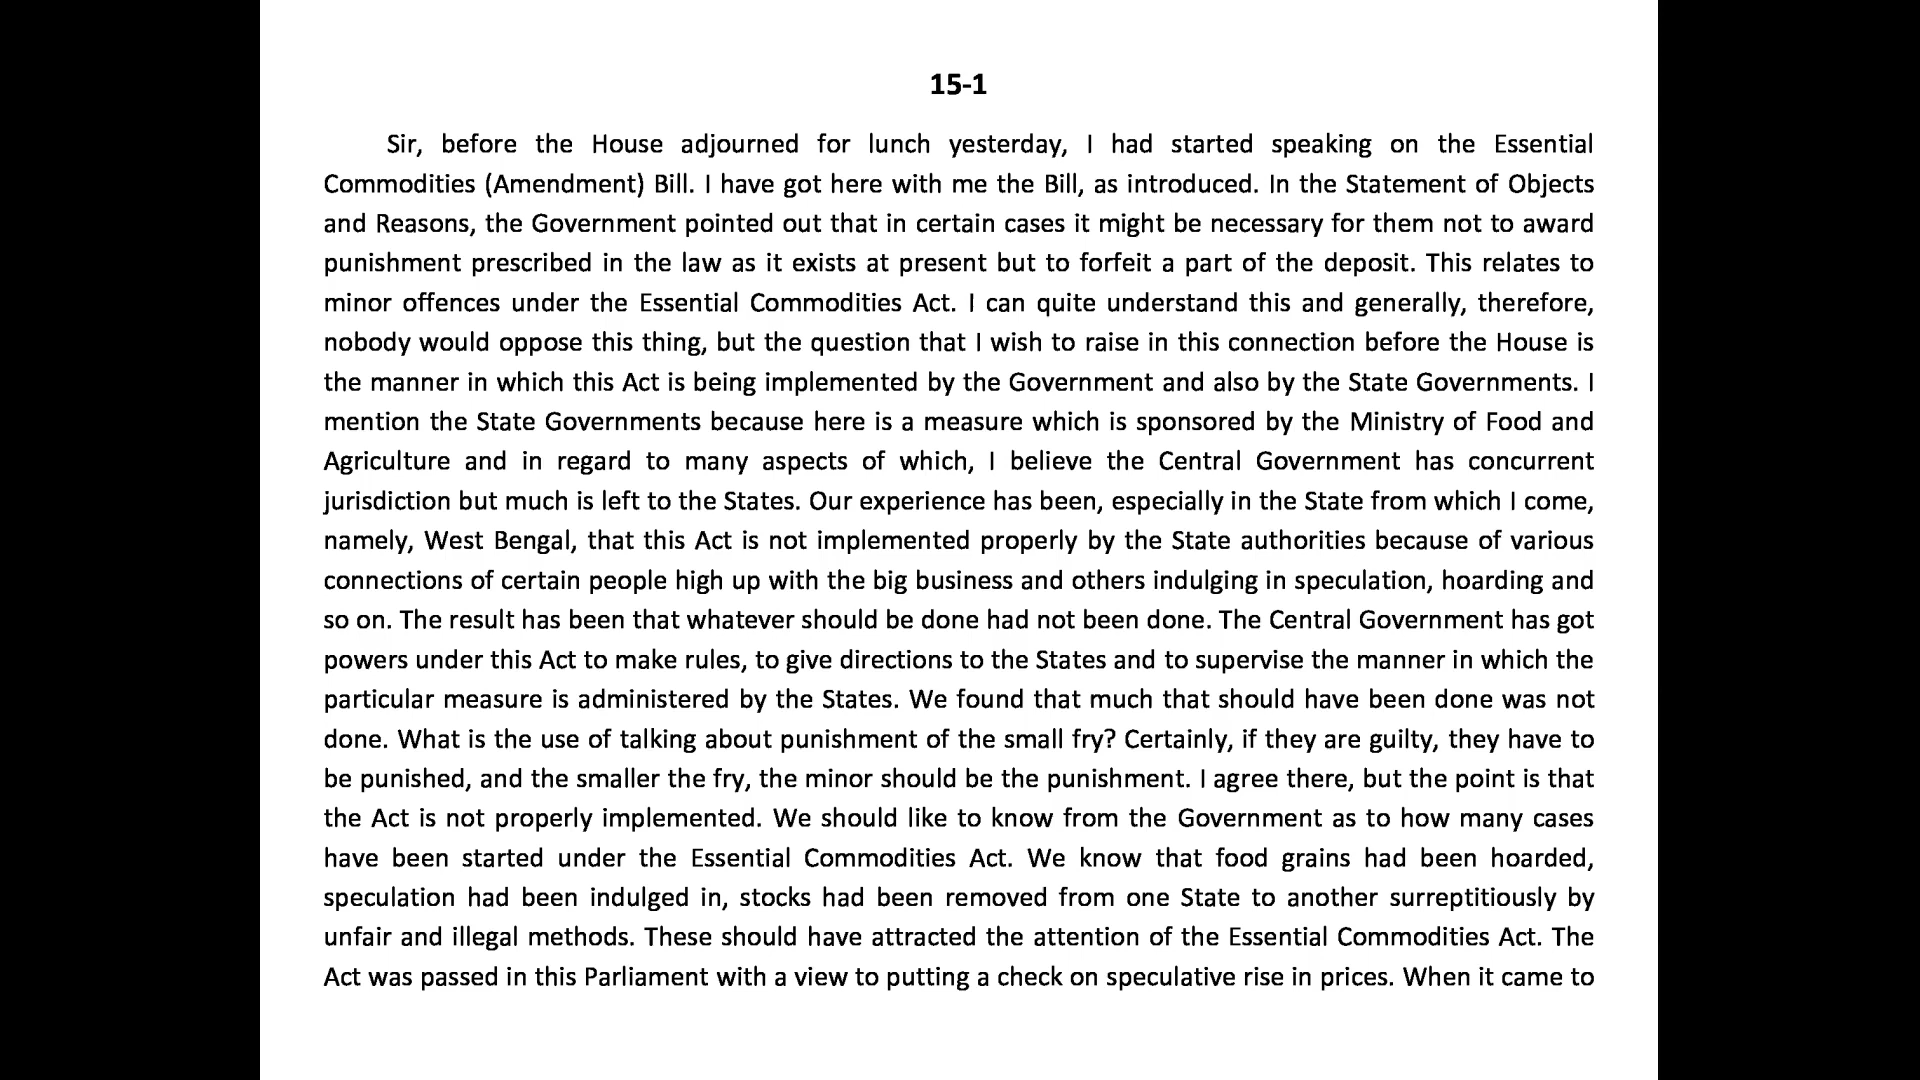 15-1
Sir, before the House adjourned for lunch yesterday, I had started speaking on the Essential
Commodities (Amendment) Bill. I have got here with me the Bill, as introduced. In the Statement of Objects
and Reasons, the Government pointed out that in certain cases it might be necessary for them not to award
punishment prescribed in the law as it exists at present but to forfeit a part of the deposit. This relates to
minor offences under the Essential Commodities Act. I can quite understand this and generally, therefore,
nobody would oppose this thing, but the question that I wish to raise in this connection before the House is
the manner in which this Act is being implemented by the Government and also by the State Governments. I
mention the State Governments because here is a measure which is sponsored by the Ministry of Food and
Agriculture and in regard to many aspects of which, I believe the Central Government has concurrent
jurisdiction but much is left to the States. Our experience has been, especially in the State from which I come,
namely, West Bengal, that this Act is not implemented properly by the State authorities because of various
connections of certain people high up with the big business and others indulging in speculation, hoarding and
so on. The result has been that whatever should be done had not been done. The Central Government has got
powers under this Act to make rules, to give directions to the States and to supervise the manner in which the
particular measure is administered by the States. We found that much that should have been done was not
done. What is the use of talking about punishment of the small fry? Certainly, if they are guilty, they have to
be punished, and the smaller the fry, the minor should be the punishment. I agree there, but the point is that
the Act is not properly implemented. We should like to know from the Government as to how many cases
have been started under the Essential Commodities Act. We know that food grains had been hoarded,
speculation had been indulged in, stocks had been removed from one State to another surreptitiously by
unfair and illegal methods. These should have attracted the attention of the Essential Commodities Act. The
Act was passed in this Parliament with a view to putting a check on speculative rise in prices. When it came to